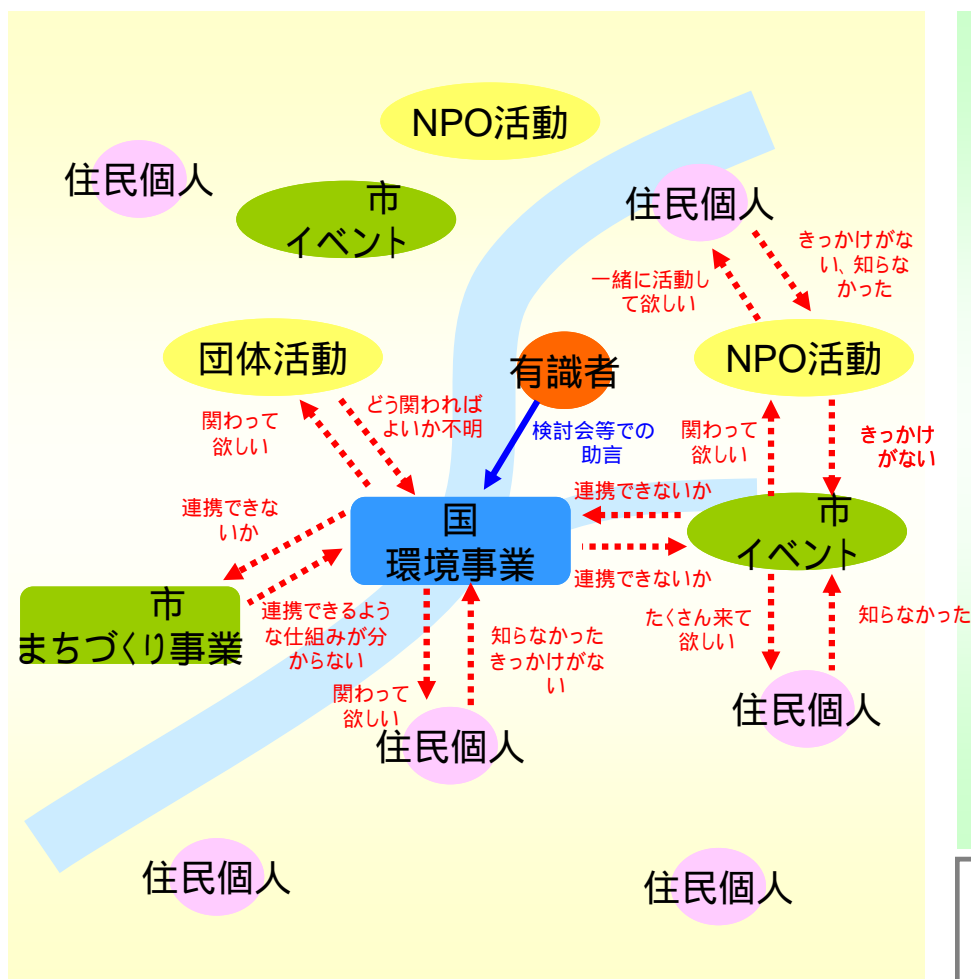 NPO活動
住民個人
市
イベント
住民個人
きっかけがな
い、知らな
かった
一緒に活動し
て欲しい
団体活動
有識者
NPO活動
関わって
欲しい
どう関われば
よいか不明
検討会等での
助言
関わって
欲しい
きっかけ
がない
連携できな
いか
国
環境事業
連携できないか
市
イベント
連携できないか
市
まちづくり事業
連携できるよう
な仕組みが分
からない
知らなかった
きっかけがな
い
たくさん来て
欲しい
知らなかった
関わって
欲しい
住民個人
住民個人
住民個人
住民個人